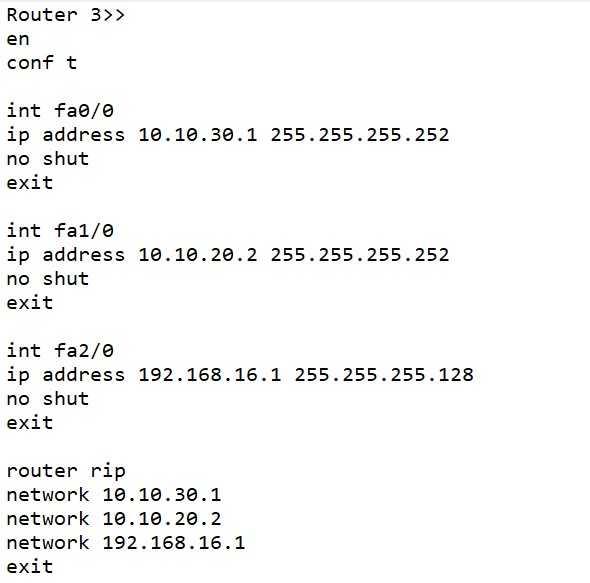 Router 3>>
en
conf t
int fa0/0
ip address 10.10.30.1 255.255.255.252
no shut
exit
int fa1/0
ip address 10.10.20.2 255.255.255.252
no shut
exit
int fa2/0
ip address 192.168.16.1 255.255.255.128
no shut
exit
router rip
network 10.10.30.1
network 10.10.20.2
network 192.168.16.1
exit